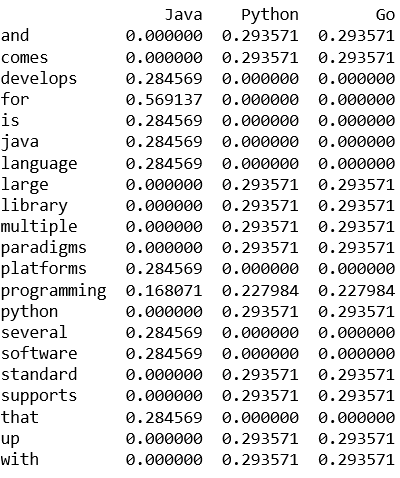 Java Python Go
and 0.000000 0.293571 0.293571
comes 0.000000 0.293571 0.293571
develops 0.284569 0.000000 0.000000
for 0.569137 0.000000 0.000000
is 0.284569 0.000000 0.000000
java 0.284569 0.000000 0.000000
language 0.284569 0.000000 0.000000
large 0.000000 0.293571 0.293571
library 0.000000 0.293571 0.293571
multiple 0.000000 0.293571 0.293571
paradigms 0.000000 0.293571 0.293571
platforms 0.284569 0.000000 0.000000
programming 0.168071 0.227984 0.227984
python 0.000000 0.293571 0.293571
several 0.284569 0.000000 0.000000
software 0.284569 0.000000 0.000000
standard 0.000000 0.293571 0.293571
supports 0.000000 0.293571 0.293571
that 0.284569 0.000000 0.000000
up 0.000000 0.293571 0.293571
with 0.000000 0.293571 0.293571